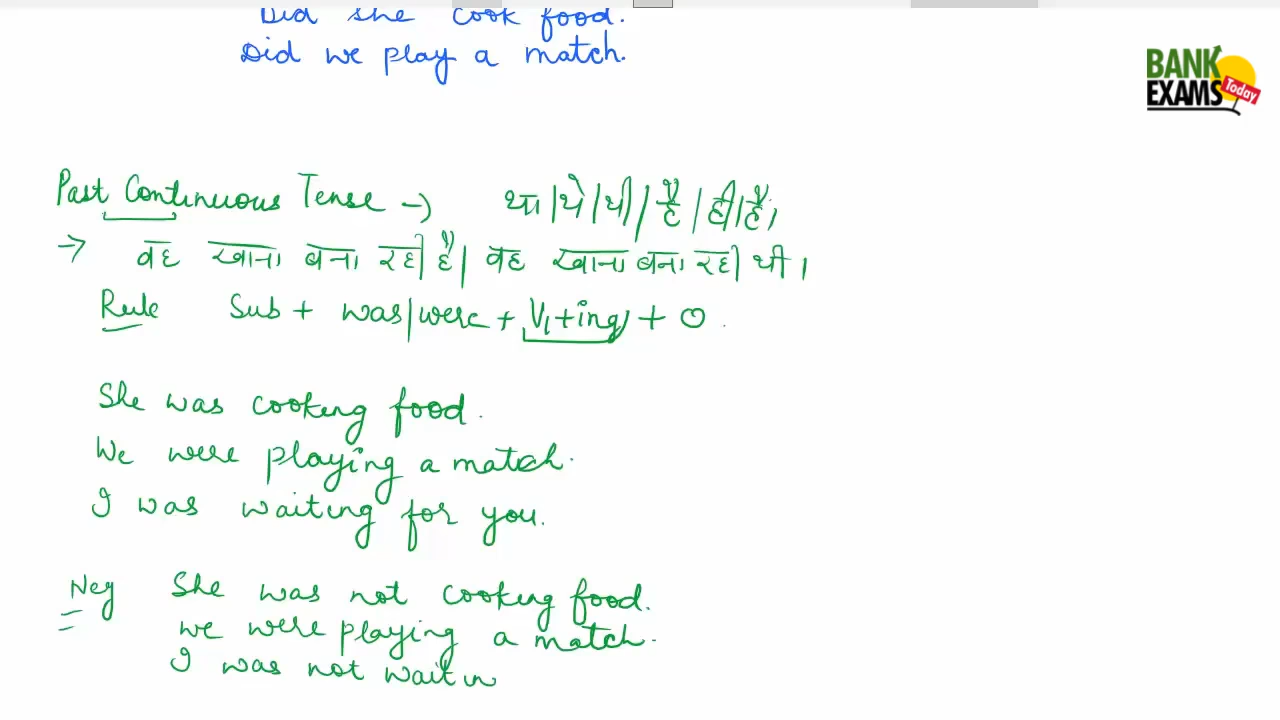 Did she cook food.
Did we play a match.
BANK
EXAMS Today
Past Continuous Tense → था/थे/थी/है/ही/है,
→ वह खाना बना रही है| वह खाना बना रही थी।
Rule Sub + was/were + V1+ing + O.
She was cooking food.
We were playing a match.
I was waiting for you.
Neg She was not cooking food.
we were playing a match.
I was not waitin